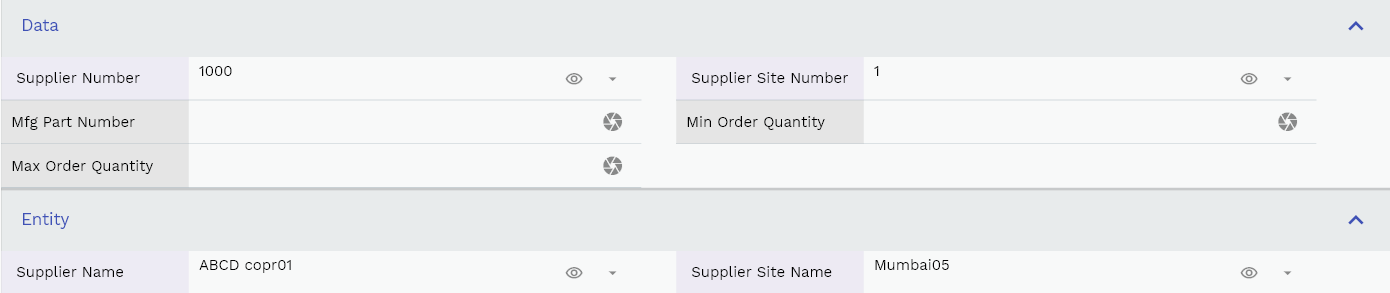 Data
Supplier Number 1000 Supplier Site Number 1
Mfg Part Number Min Order Quantity
Max Order Quantity
Entity
Supplier Name ABCD copr01 Supplier Site Name Mumbai05